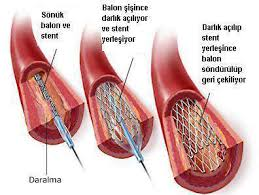 Sönük
balon ve
stent
Balon şişince
darlık açılıyor
ve stent
yerleşiyor
Darlık açılıp
stent
yerleşince
balon
söndürülüp
geri çekiliyor
Daralma